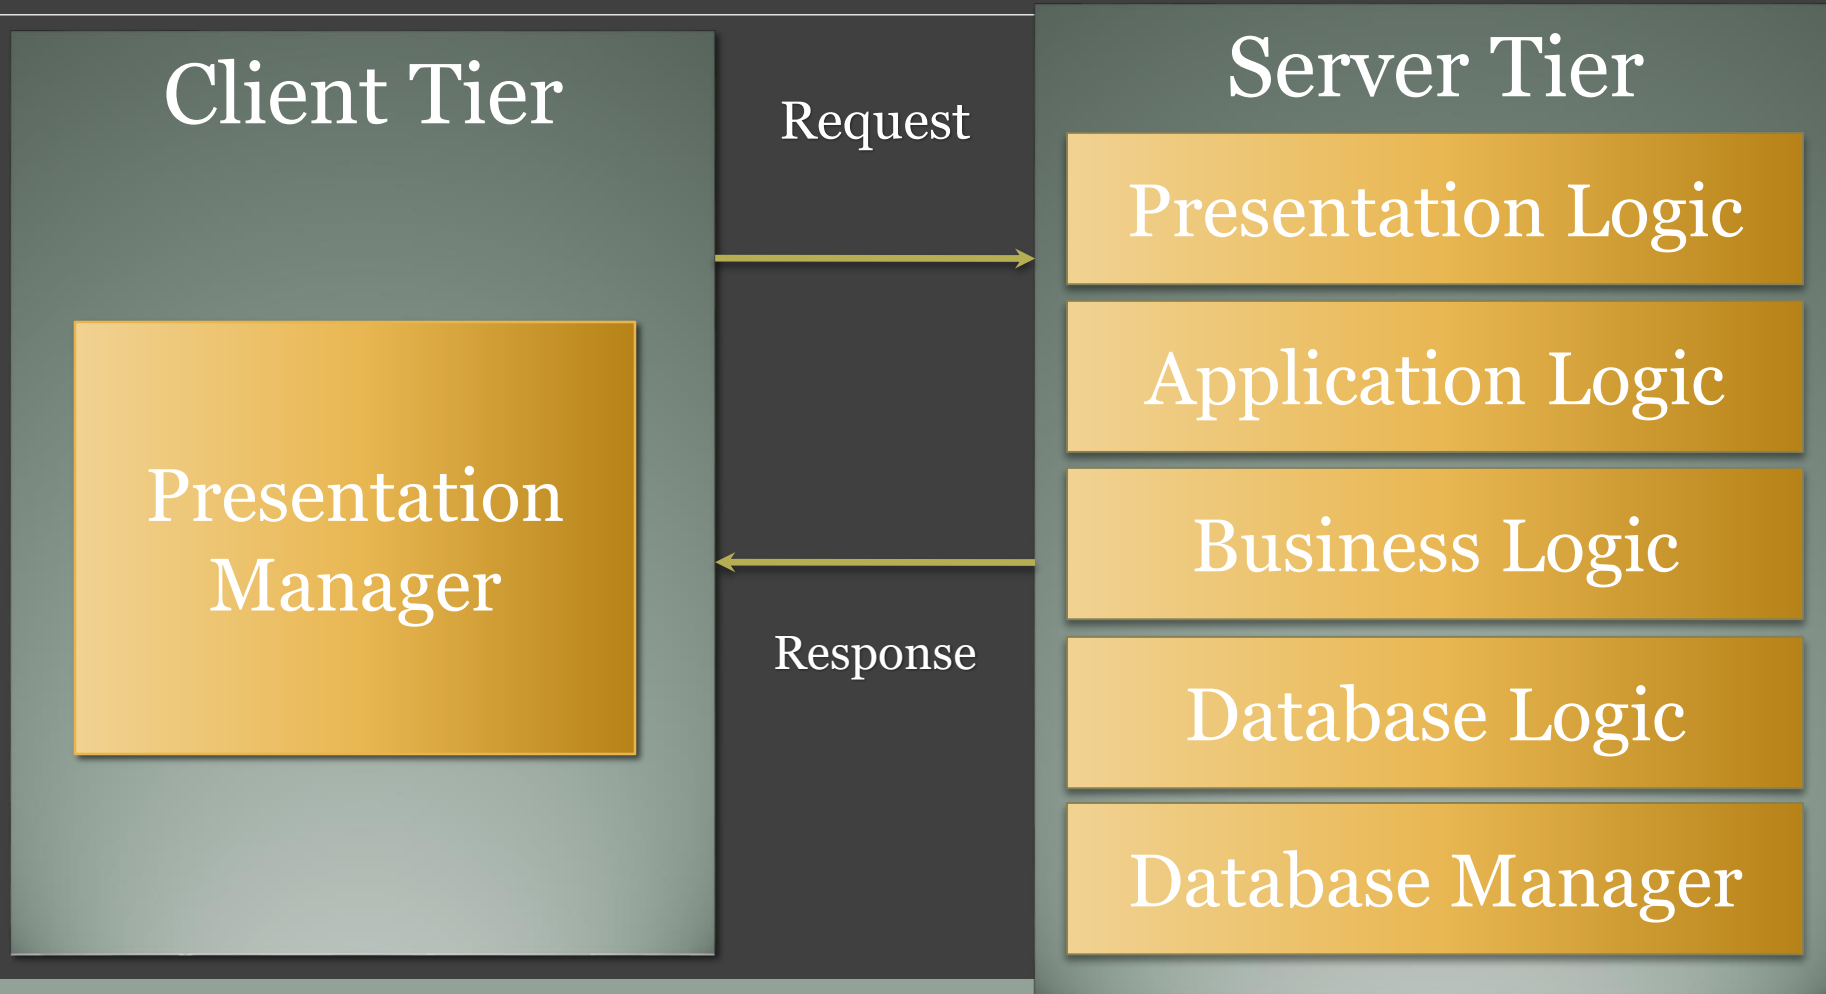 Client Tier
Presentation
Manager
Request
Response
Server Tier
Presentation Logic
Application Logic
Business Logic
Database Logic
Database Manager